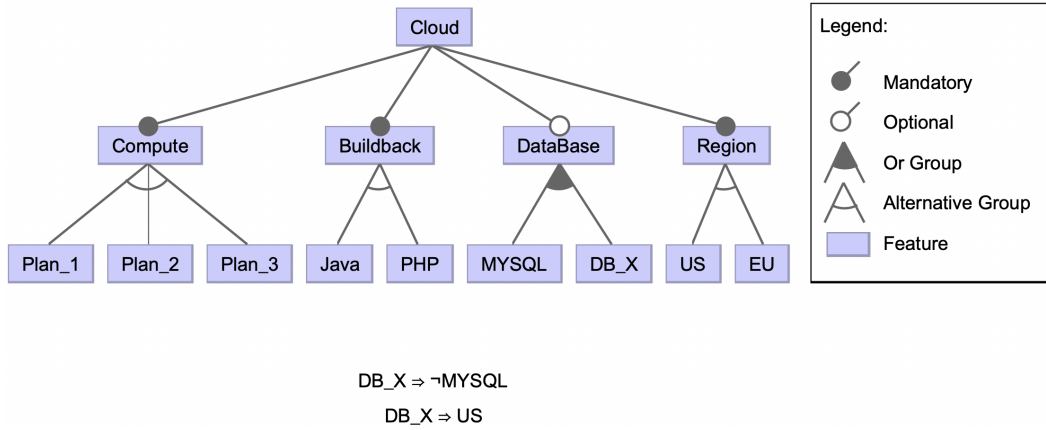 Cloud
Legend:
Mandatory
Optional
Or Group
Alternative Group
Feature
Compute
Buildback
DataBase
Region
Plan_1
Plan_2
Plan_3
Java
PHP
MYSQL
DB_X
US
EU
DB_X ⇒ ¬MYSQL
DB_X ⇒ US